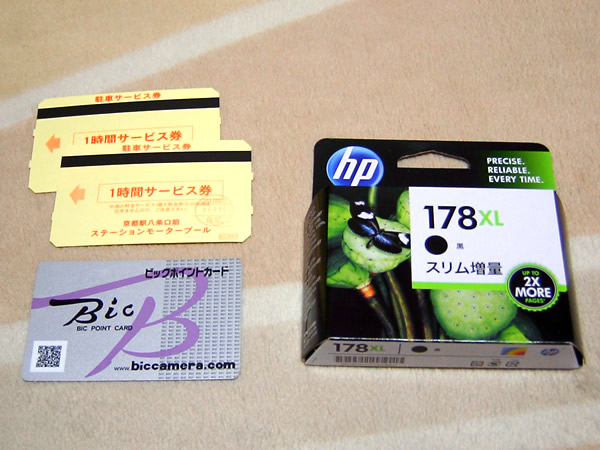 駐車サービス券
1時間サービス券
駐車サービス券
1時間サービス券
京都駅八条口前
ステーションモータープール
ビックポイントカード
Bic
BIC POINT CARD
B
www.biccamera.com
hp
PRECISE.
RELIABLE.
EVERY TIME.
178XL
黒
スリム増量
UP TO
2X
MORE
PAGES
178XL
hp